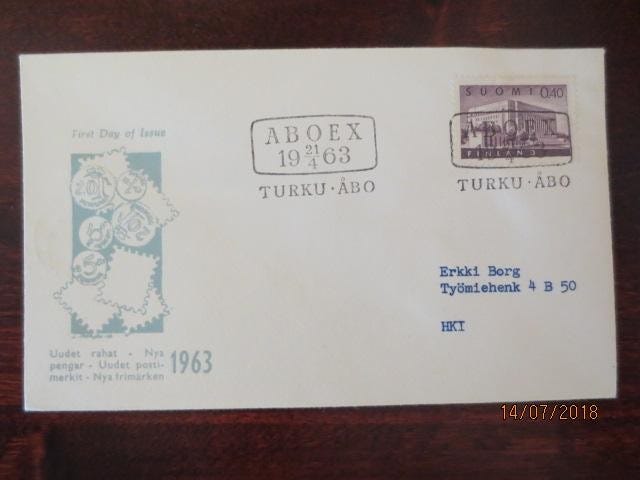 First Day of Issue
Uudet rahat - Nya
pengar - Uudet posti-
merkit - Nya frimärken
1963
ABOEX
19 21/4 63
TURKU · ÅBO
SUOMI 0,40
ABOEX
FINLAND
TURKU · ÅBO
Erkki Borg
Työmiehenk 4 B 50
HKI
14/07/2018